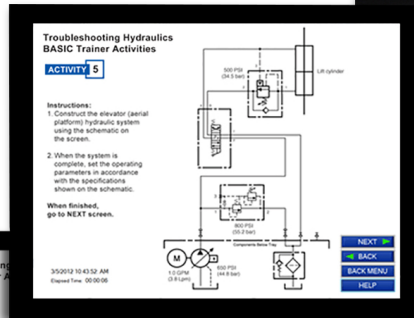 Troubleshooting Hydraulics
BASIC Trainer Activities
ACTIVITY 5
Instructions:
1. Construct the elevator (aerial
platform) hydraulic system
using the schematic on
the screen.
2. When the system is
complete, set the operating
parameters in accordance
with the specifications
shown on the schematic.
When finished,
go to NEXT screen.
3/5/2012 10:43:52 AM
Elapsed Time 00:00:06
500 PSI
(34.5 bar)
Lift cylinder
800 PSI
(55.2 bar)
Components Below Tray
M
1.0 GPM
(3.8 Lpm)
650 PSI
(44.8 bar)
NEXT
BACK
BACK MENU
HELP